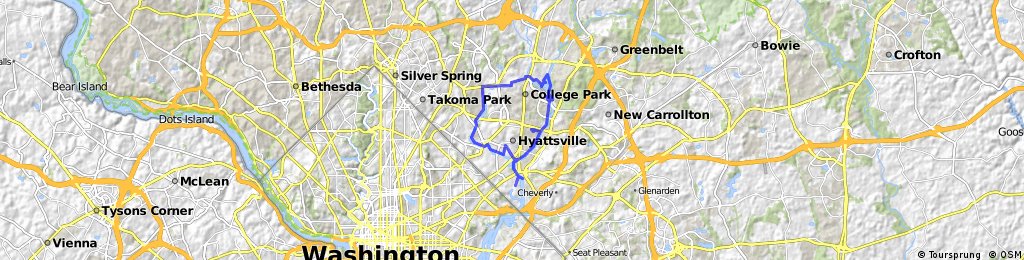 Greenbelt
Bowie
Crofton
Silver Spring
Bear Island
Bethesda
Takoma Park
College Park
New Carrollton
Dots Island
Goos
Hyattsville
McLean
Cheverly
Glenarden
Tysons Corner
Vienna
Washington
Seat Pleasant
© Toursprung © OSM